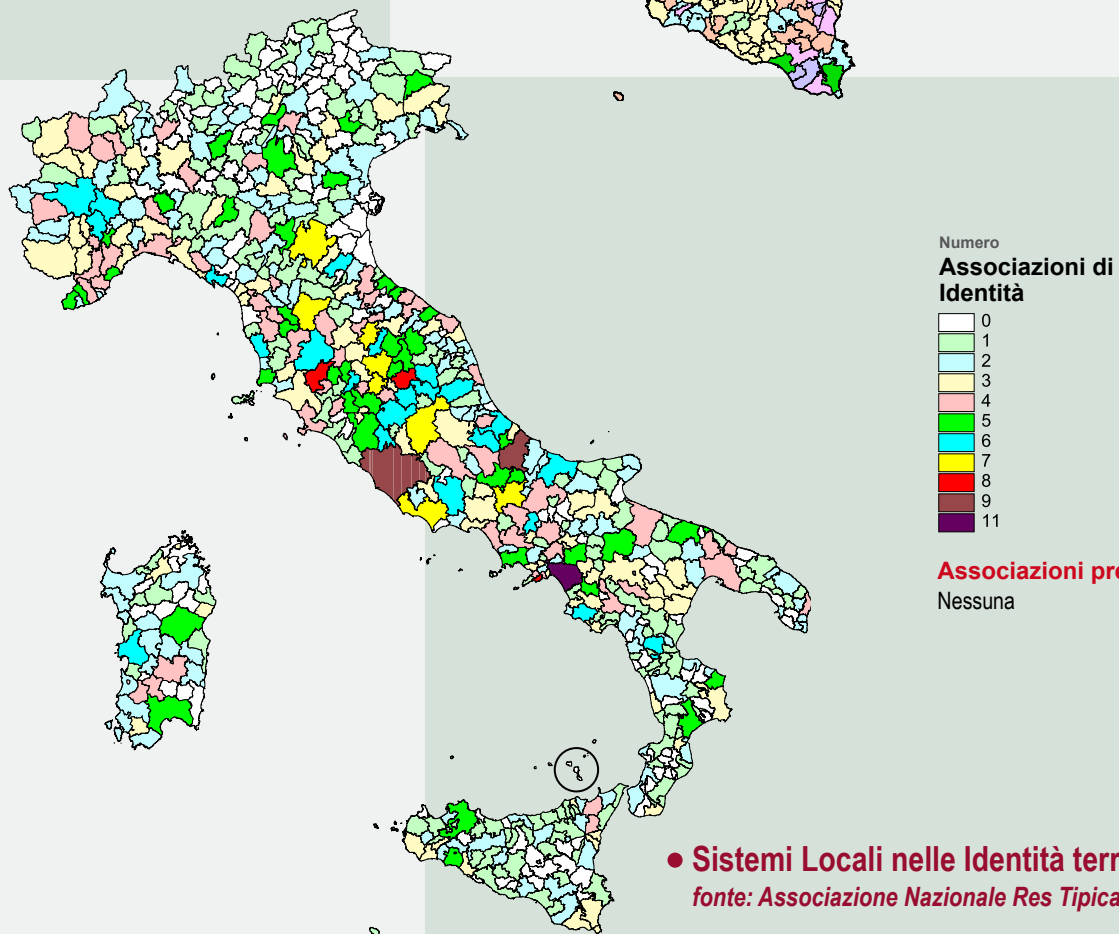 Numero
Associazioni di
Identità
0
1
2
3
4
5
6
7
8
9
11
Associazioni pre
Nessuna
• Sistemi Locali nelle Identità terr
fonte: Associazione Nazionale Res Tipica